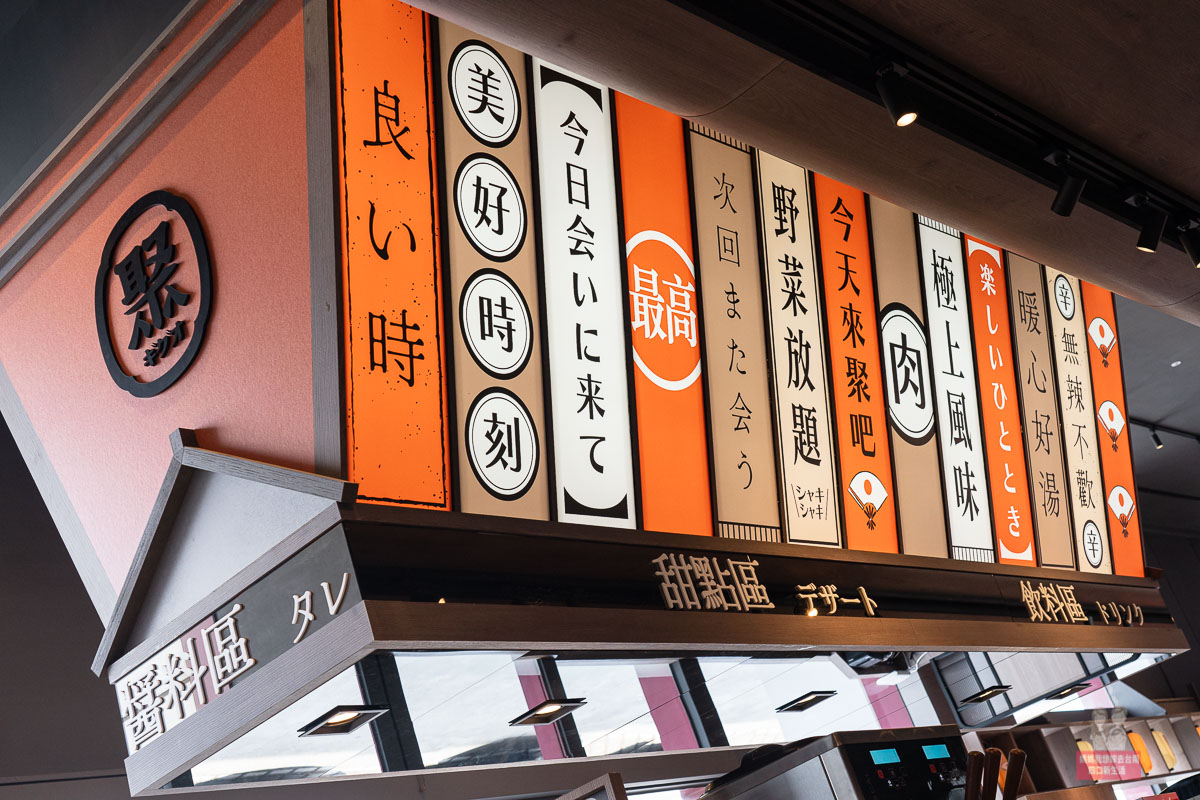 聚
良い時
美好時刻
今日会いに来て
最高
次回また会う
野菜放題
シャキ
シャキ
今天來聚吧
肉
極上風味
楽しいひととき
暖心好湯
辛
無辣不歡
辛
醬料區 タレ
甜點區 デザート
飲料區 ドリンク